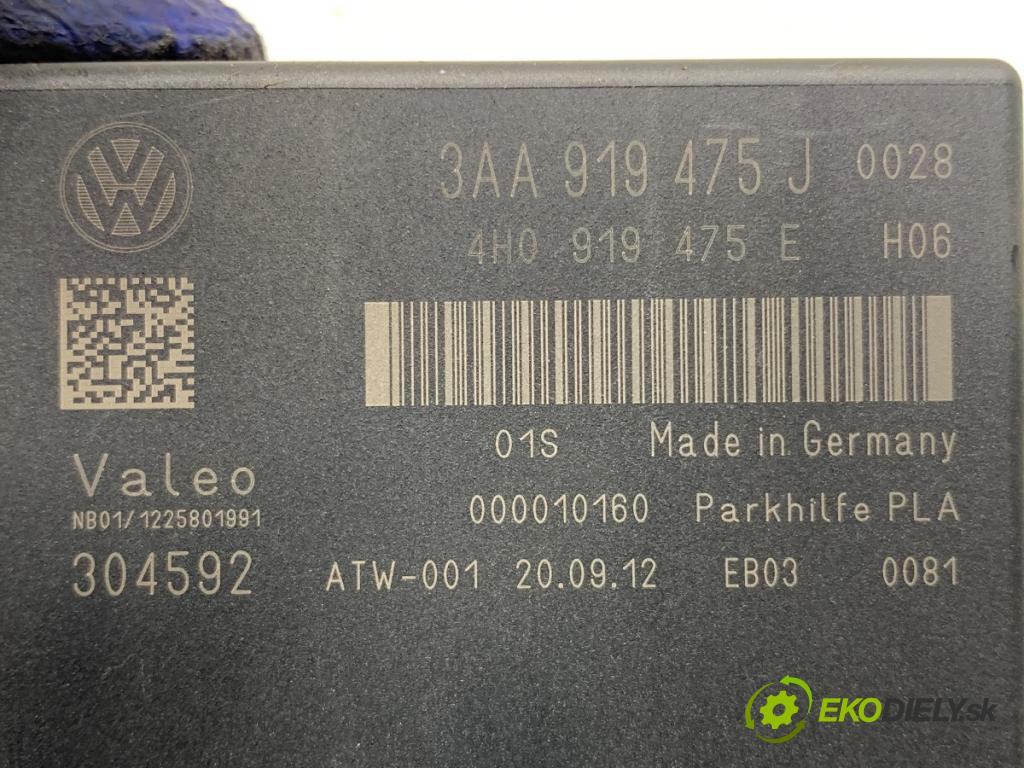 3AA 919 475 J 0028
4H0 919 475 E H06
01S Made in Germany
Valeo
NB01/1225801991
000010160 Parkhilfe PLA
304592 ATW-001 20.09.12 EB03 0081
EKODIELY.sk